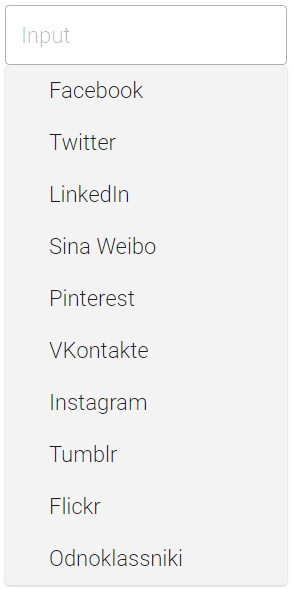 Input
Facebook
Twitter
LinkedIn
Sina Weibo
Pinterest
VKontakte
Instagram
Tumblr
Flickr
Odnoklassniki